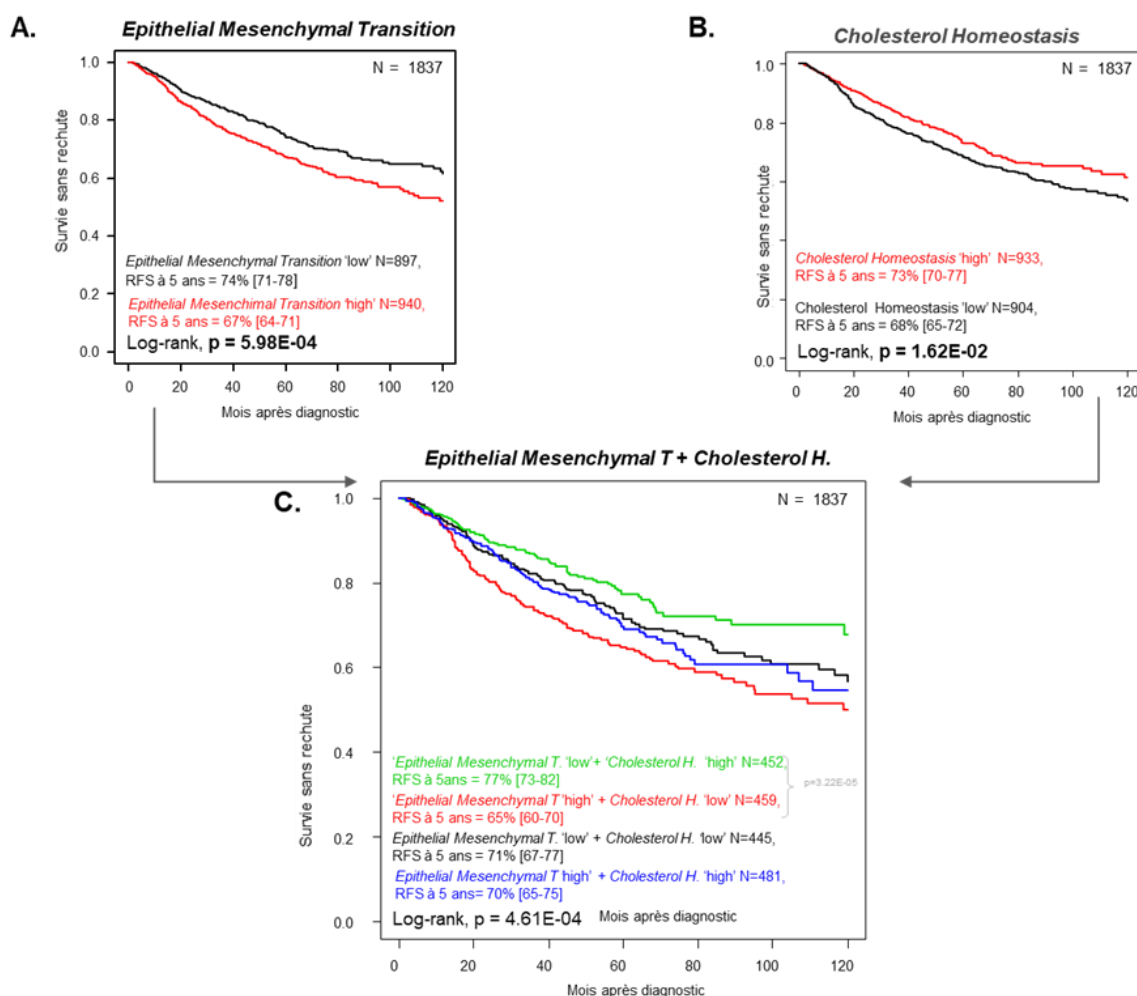 A.
Epithelial Mesenchymal Transition
N = 1837
1.0
0.8
0.6
0.4
0.2
0.0
Survie sans rechute
Epithelial Mesenchymal Transition 'low' N=897,
RFS à 5 ans = 74% [71-78]
Epithelial Mesenchimal Transition 'high' N=940,
RFS à 5 ans = 67% [64-71]
Log-rank, p = 5.98E-04
0 20 40 60 80 100 120
Mois après diagnostic
B.
Cholesterol Homeostasis
N = 1837
1.0
0.8
0.6
0.4
0.2
0.0
Survie sans rechute
Cholesterol Homeostasis 'high' N=933,
RFS à 5 ans = 73% [70-77]
Cholesterol Homeostasis 'low' N=904,
RFS à 5 ans = 68% [65-72]
Log-rank, p = 1.62E-02
0 20 40 60 80 100 120
Mois après diagnostic
Epithelial Mesenchymal T + Cholesterol H.
C.
N = 1837
1.0
0.8
0.6
0.4
0.2
0.0
Survie sans rechute
'Epithelial Mesenchymal T. 'low'+ 'Cholesterol H. 'high' N=452,
RFS à 5ans = 77% [73-82]
p=3.22E-05
'Epithelial Mesenchymal T 'high' + Cholesterol H. 'low' N=459,
RFS à 5 ans = 65% [60-70]
Epithelial Mesenchymal T. 'low' + Cholesterol H. 'low' N=445,
RFS à 5 ans = 71% [67-77]
Epithelial Mesenchymal T 'high' + Cholesterol H. 'high' N=481,
RFS à 5 ans= 70% [65-75]
Log-rank, p = 4.61E-04 Mois après diagnostic
0 20 40 60 80 100 120
Mois après diagnostic